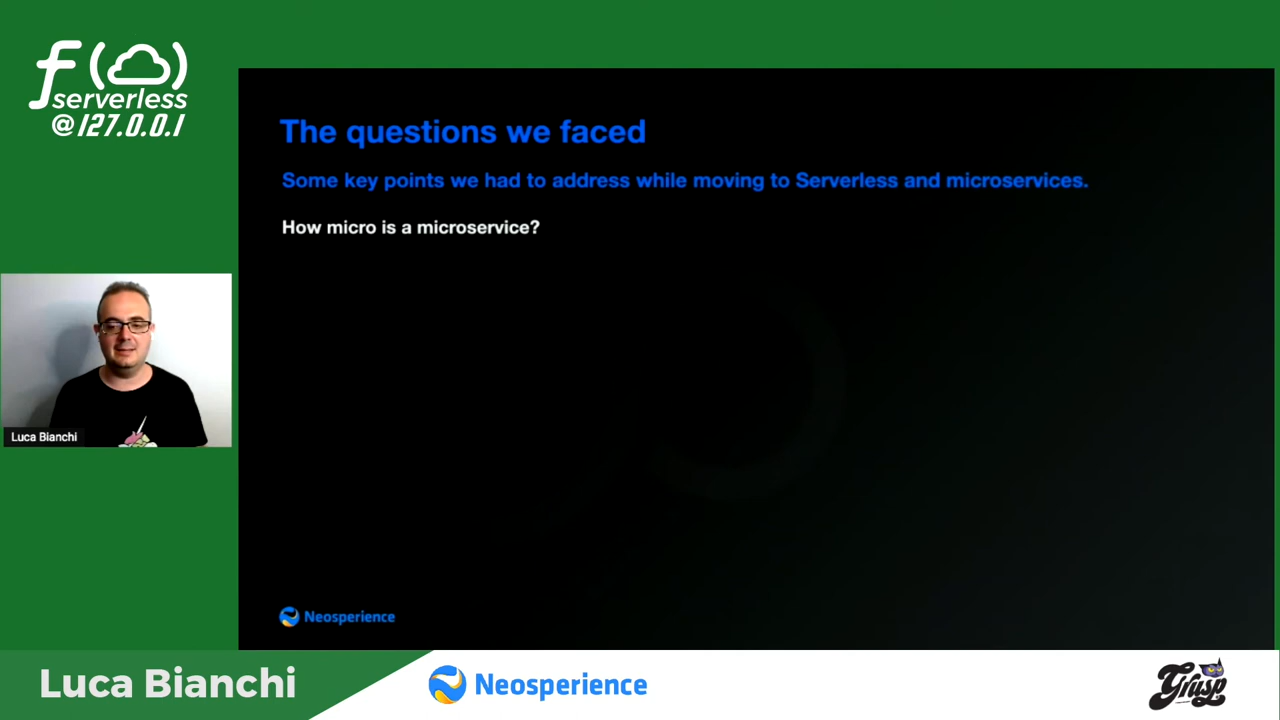 f()
serverless
@127.0.0.1
The questions we faced
Some key points we had to address while moving to Serverless and microservices.
How micro is a microservice?
Luca Bianchi
Neosperience
Luca Bianchi
Neosperience
Grusp